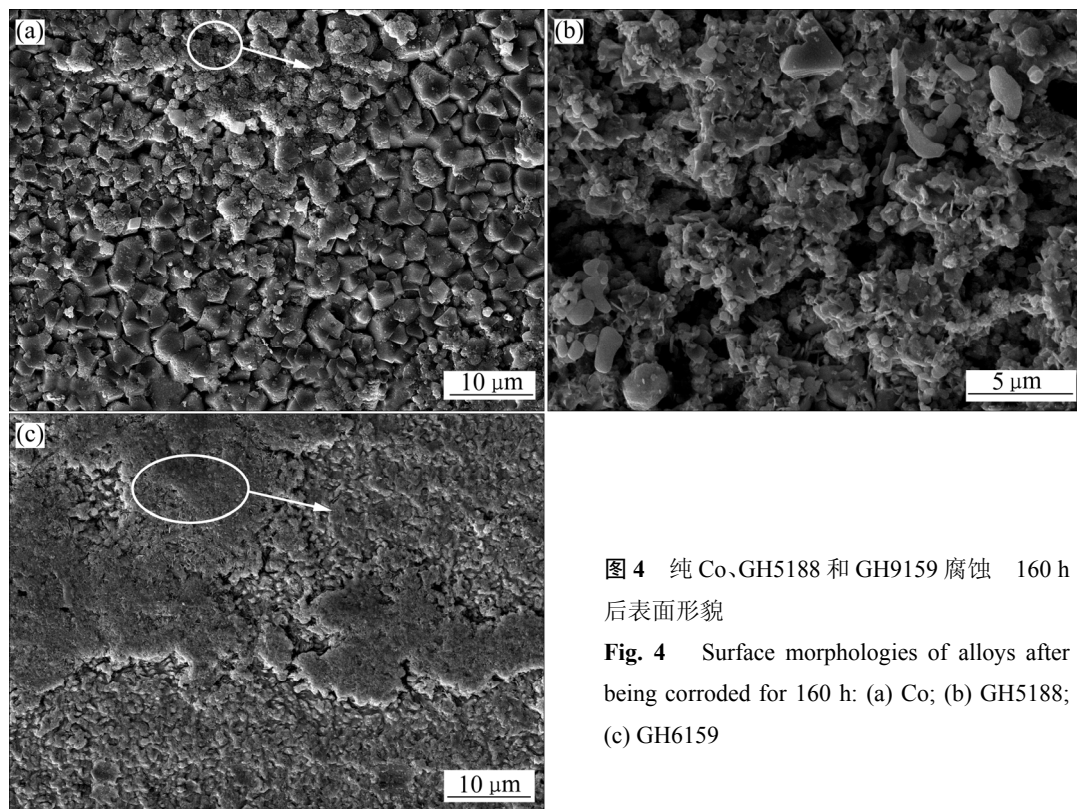 (a)
(b)
10 μm
5 μm
(c)
10 μm
图 4 纯 Co、GH5188 和 GH9159 腐蚀 160 h
后表面形貌
Fig. 4 Surface morphologies of alloys after
being corroded for 160 h: (a) Co; (b) GH5188;
(c) GH6159